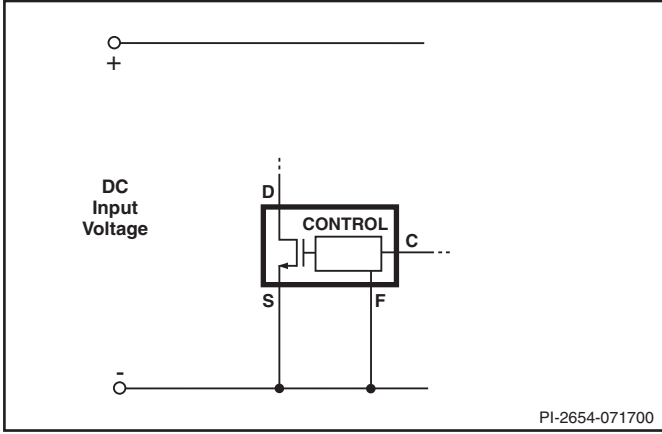 +
DC
Input
Voltage
D
CONTROL
C
S
F
-
PI-2654-071700